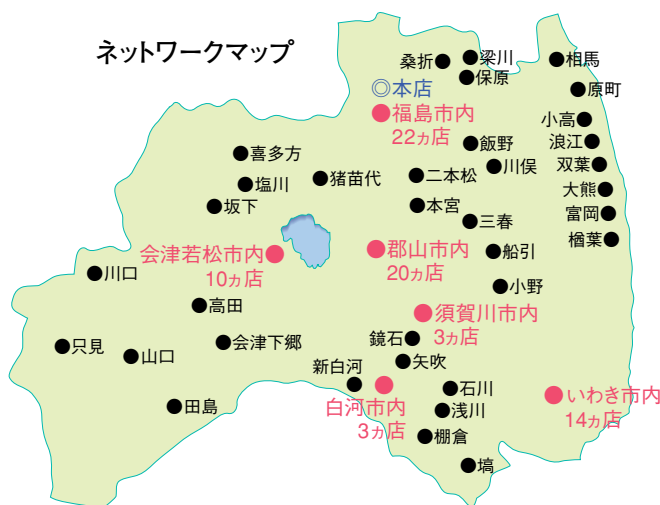 ネットワークマップ
桑折
梁川
保原
相馬
◎本店
原町
福島市内
22ヵ店
小高
浪江
飯野
喜多方
川俣
双葉
猪苗代
二本松
塩川
大熊
坂下
本宮
富岡
三春
楢葉
会津若松市内
10ヵ店
郡山市内
20ヵ店
船引
川口
小野
高田
須賀川市内
3ヵ店
鏡石
会津下郷
只見
山口
矢吹
新白河
石川
白河市内
3ヵ店
いわき市内
14ヵ店
田島
浅川
棚倉
塙